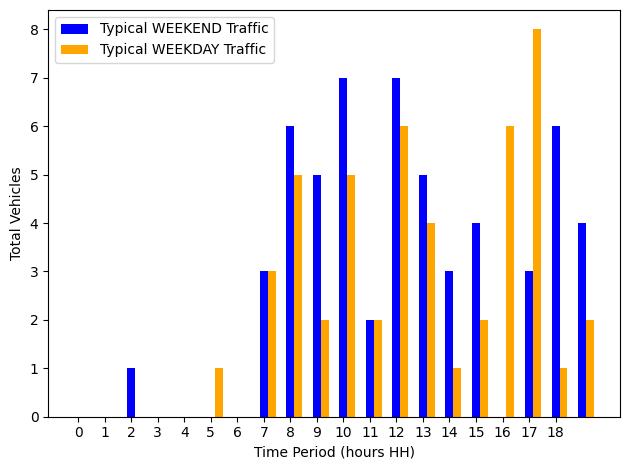 Typical WEEKEND Traffic
Typical WEEKDAY Traffic
8
7
6
5
4
3
2
1
0
Total Vehicles
0 1 2 3 4 5 6 7 8 9 10 11 12 13 14 15 16 17 18
Time Period (hours HH)